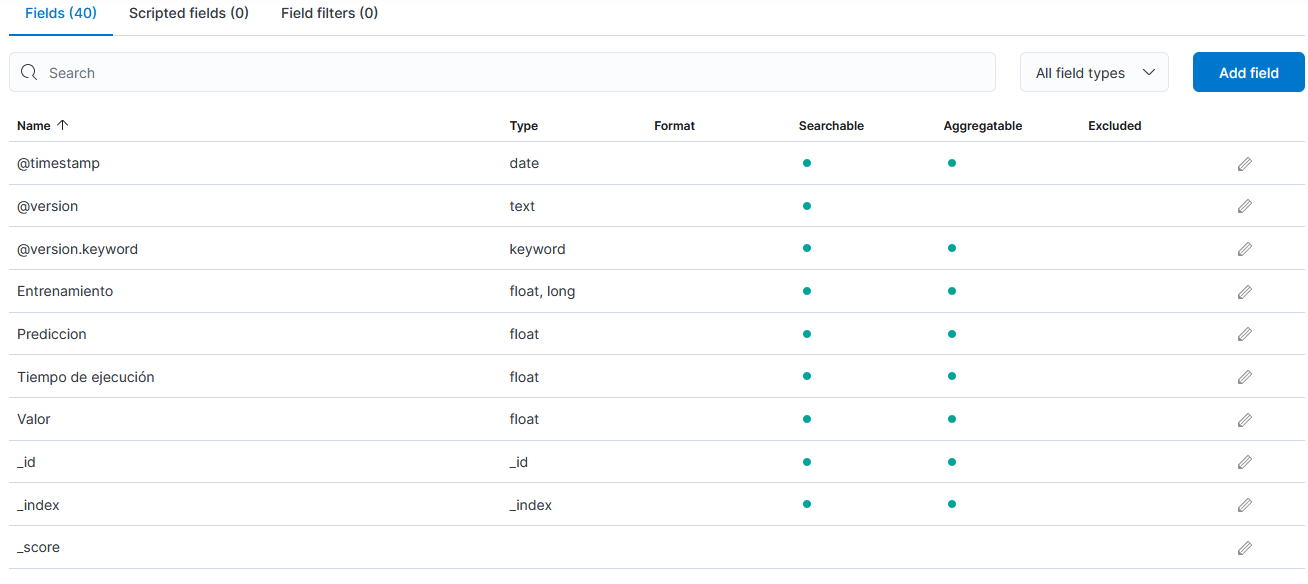 Fields (40) Scripted fields (0) Field filters (0)
Search All field types Add field
Name Type Format Searchable Aggregatable Excluded
@timestamp date
@version text
@version.keyword keyword
Entrenamiento float, long
Prediccion float
Tiempo de ejecución float
Valor float
_id _id
_index _index
_score